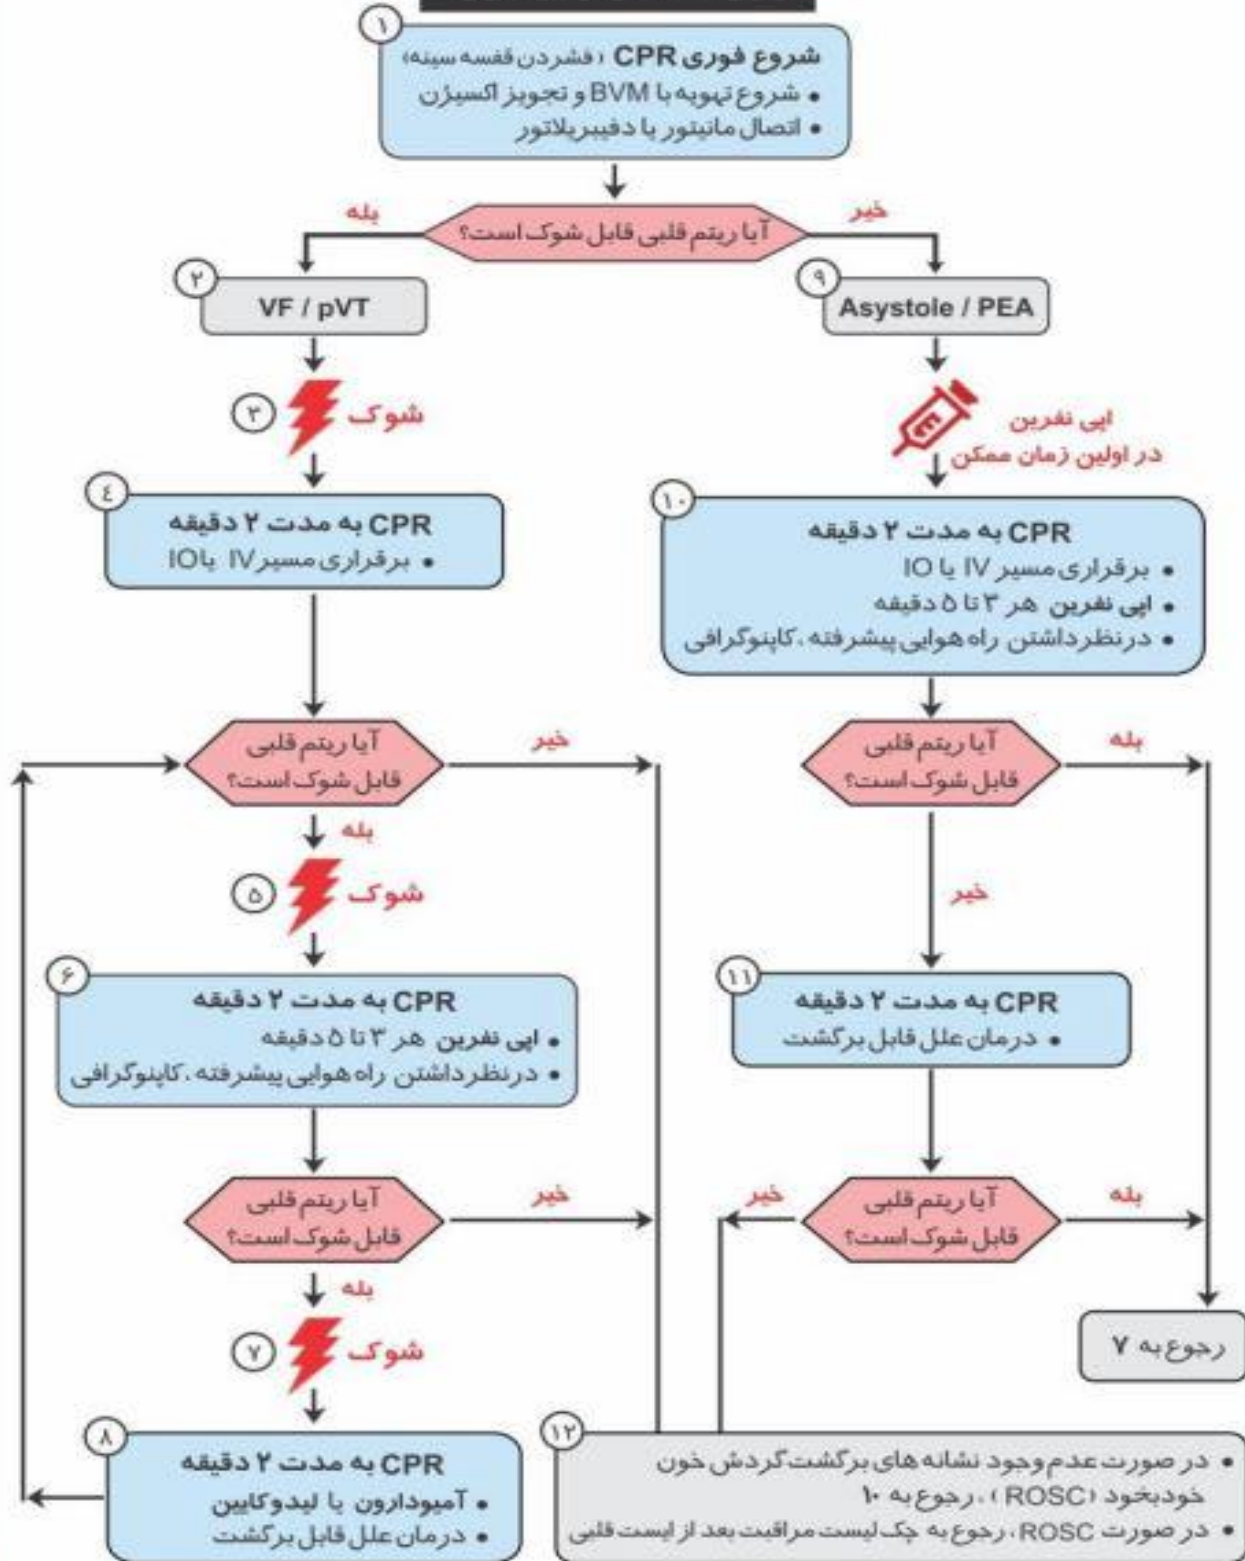 ۱
شروع فوری CPR (فشردن قفسه سینه)
• شروع تهویه با BVM و تجویز اکسیژن
• اتصال مانیتور یا دفیبریلاتور
بله
خیر
آیا ریتم قلبی قابل شوک است؟
۲
VF / pVT
۹
Asystole / PEA
۳
شوک
اپی نفرین
در اولین زمان ممکن
٤
CPR به مدت ۲ دقیقه
• برقراری مسیر IV یا IO
۱۰
CPR به مدت ۲ دقیقه
• برقراری مسیر IV یا IO
• اپی نفرین هر ۳ تا ۵ دقیقه
• درنظرداشتن راه هوایی پیشرفته، کاپنوگرافی
آیا ریتم قلبی
قابل شوک است؟
خیر
بله
آیا ریتم قلبی
قابل شوک است؟
بله
خیر
۵
شوک
۶
CPR به مدت ۲ دقیقه
• اپی نفرین هر ۳ تا ۵ دقیقه
• درنظرداشتن راه هوایی پیشرفته، کاپنوگرافی
۱۱
CPR به مدت ۲ دقیقه
• درمان علل قابل برگشت
آیا ریتم قلبی
قابل شوک است؟
خیر
بله
آیا ریتم قلبی
قابل شوک است؟
خیر
بله
۷
شوک
رجوع به ۷
۸
CPR به مدت ۲ دقیقه
• آمیودارون یا لیدوکایین
• درمان علل قابل برگشت
۱۲
• در صورت عدم وجود نشانه های برگشت گردش خون
خودبخود (ROSC)، رجوع به ۱۰
• در صورت ROSC، رجوع به چک لیست مراقبت بعد از ایست قلبی